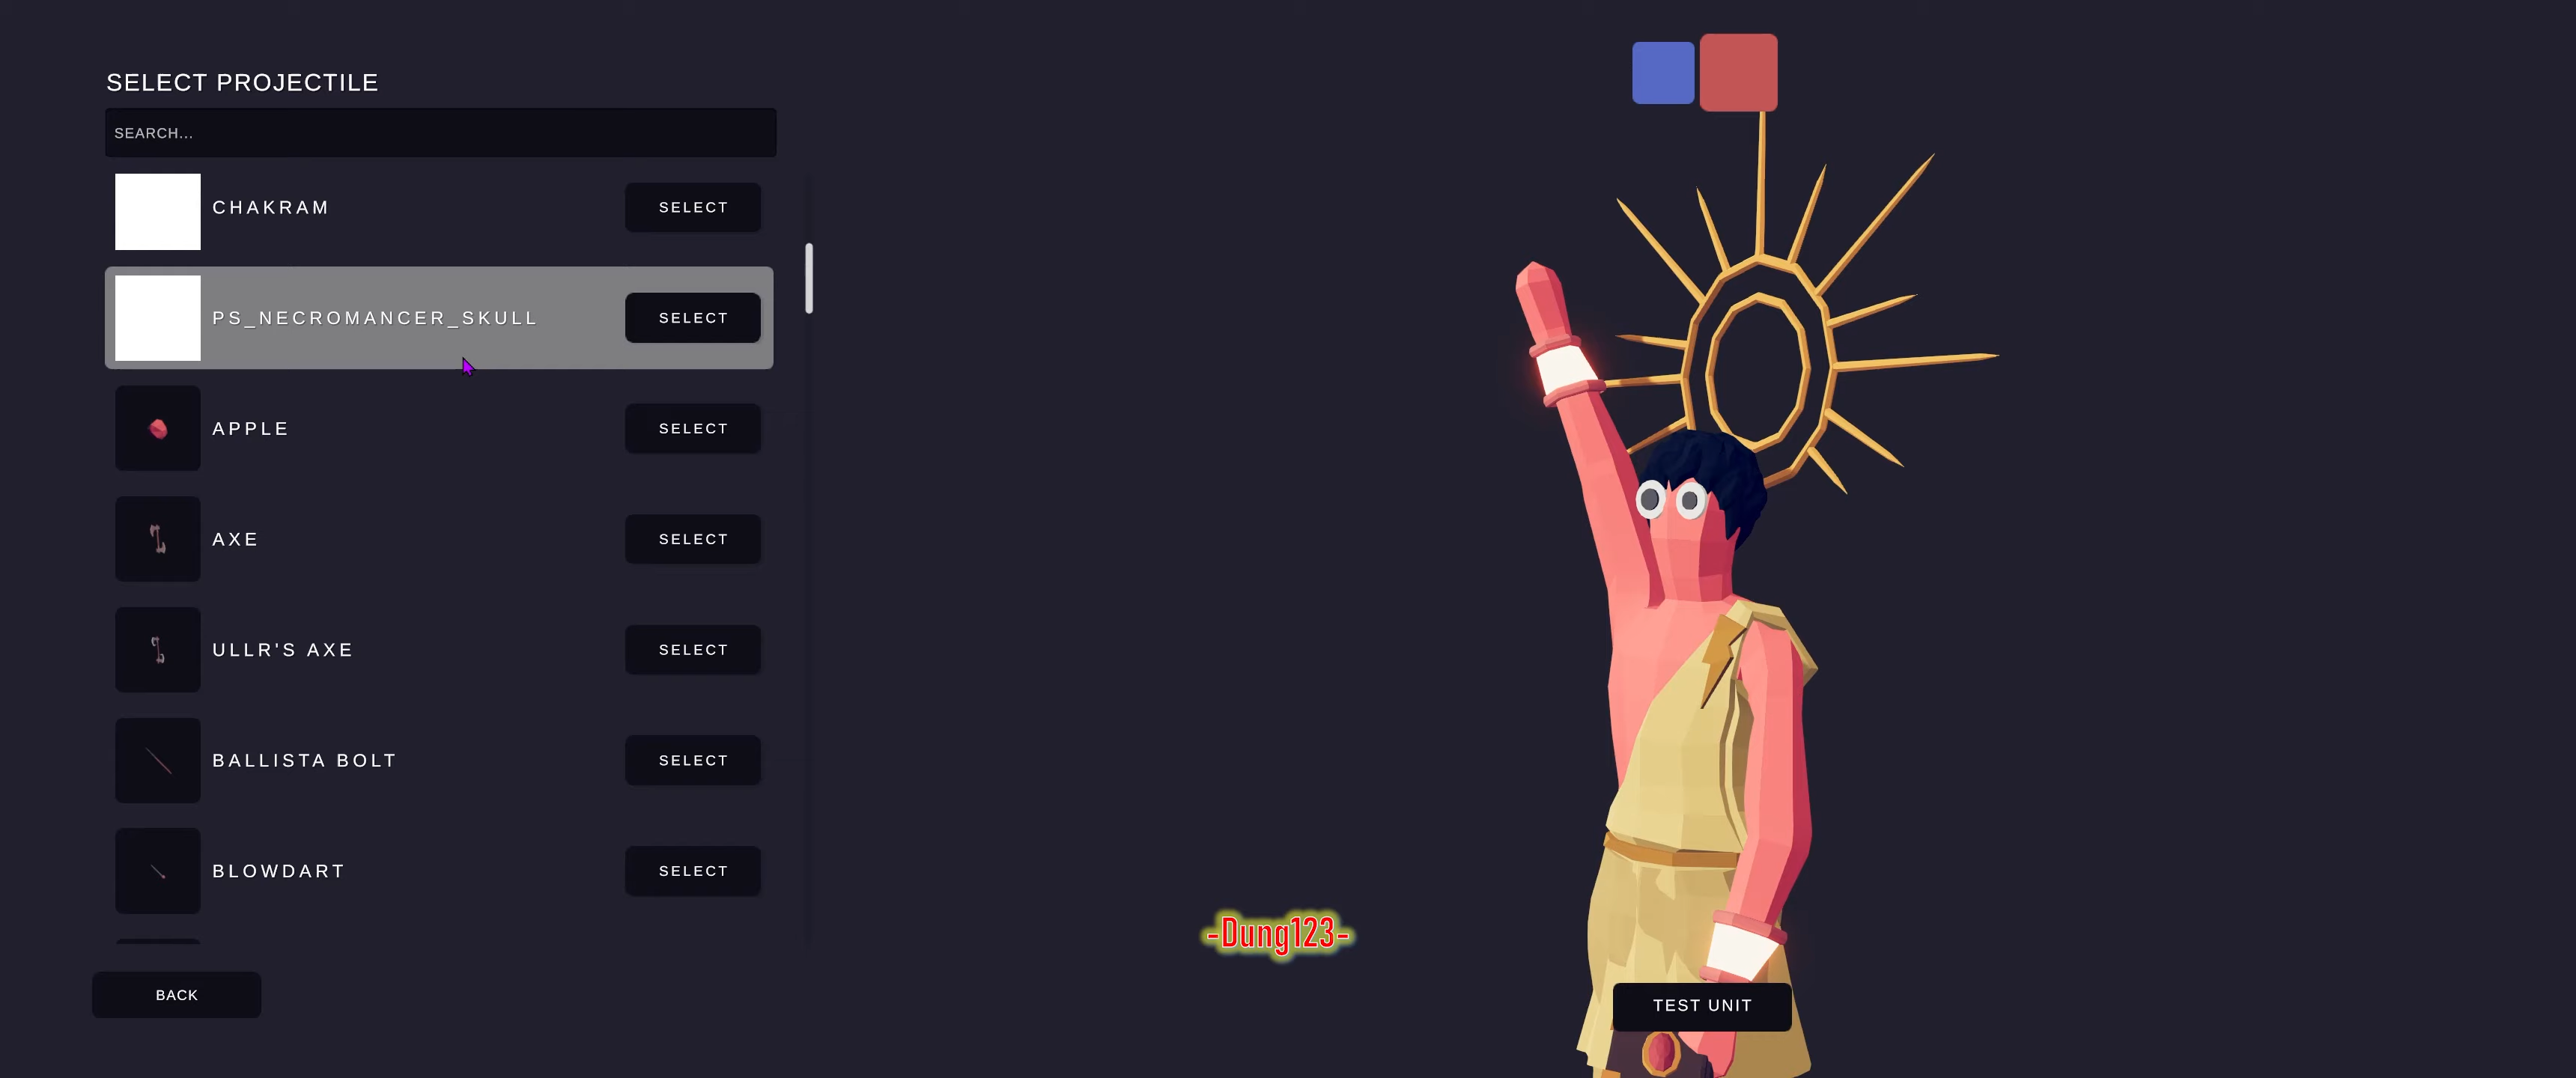 SELECT PROJECTILE
SEARCH...
CHAKRAM SELECT
PS_NECROMANCER_SKULL SELECT
APPLE SELECT
AXE SELECT
ULLR'S AXE SELECT
BALLISTA BOLT SELECT
BLOWDART SELECT
-Dung123-
BACK
TEST UNIT